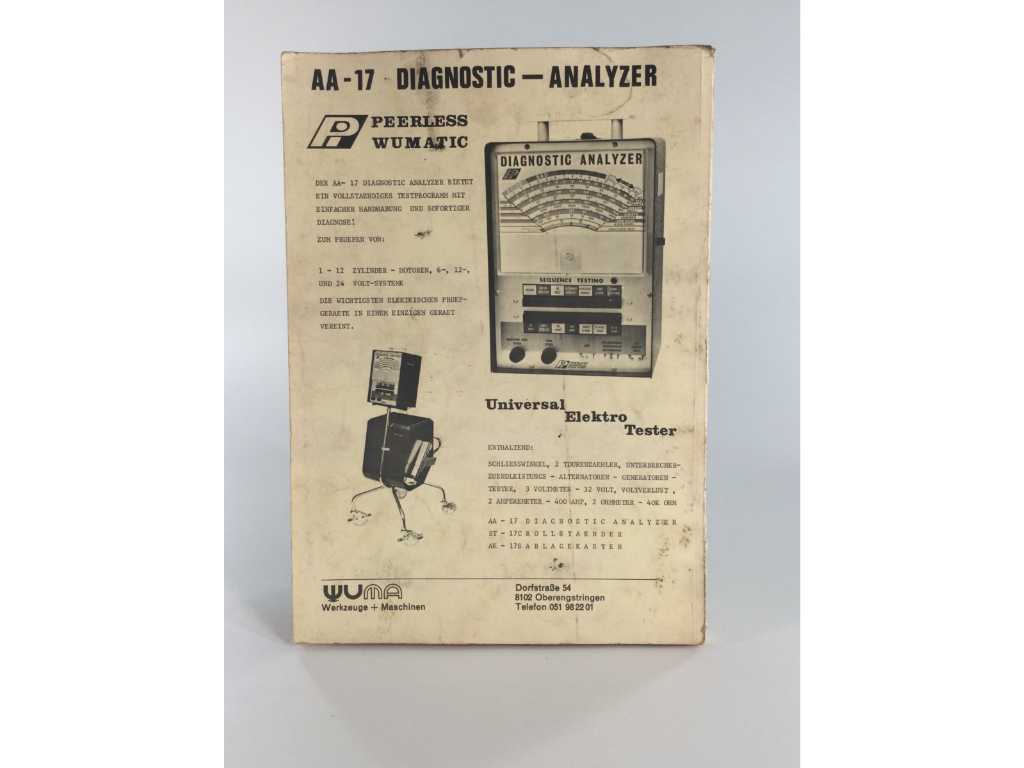 AA-17 DIAGNOSTIC — ANALYZER
PEERLESS
WUMATIC
DER AA- 17 DIAGNOSTIC ANALYZER BIETET
EIN VOLLSTAENDIGES TESTPROGRAMM MIT
EINFACHER HANDHABUNG UND SOFORTIGER
DIAGNOSE!
ZUM PRUEFEN VON:
1 - 12 ZYLINDER - MOTOREN, 6-, 12-,
UND 24 VOLT-SYSTEME
DIE WICHTIGSTEN ELEKTRISCHEN PRUEF-
GERAETE IN EINEM EINZIGEN GERAET
VEREINT.
DIAGNOSTIC ANALYZER
SEQUENCE TESTING
PEERLESS
Universal
Elektro
Tester
ENTHALTEND:
SCHLIESSWINKEL, 2 TOURENZAEHLER, UNTERBRECHER-
ZUENDLEISTUNGS - ALTERNATOREN - GENERATOREN -
TESTER, 3 VOLTMETER - 32 VOLT, VOLTVERLUST,
2 AMPEREMETER - 400 AMP, 2 OHMMETER - 40K OHM
AA - 17 DIAGNOSTIC ANALYZER
ST - 17C ROLLSTAENDER
AK - 17S ABLAGEKASTEN
WUMA
Werkzeuge + Maschinen
Dorfstraße 54
8102 Oberengstringen
Telefon 051 98 22 01